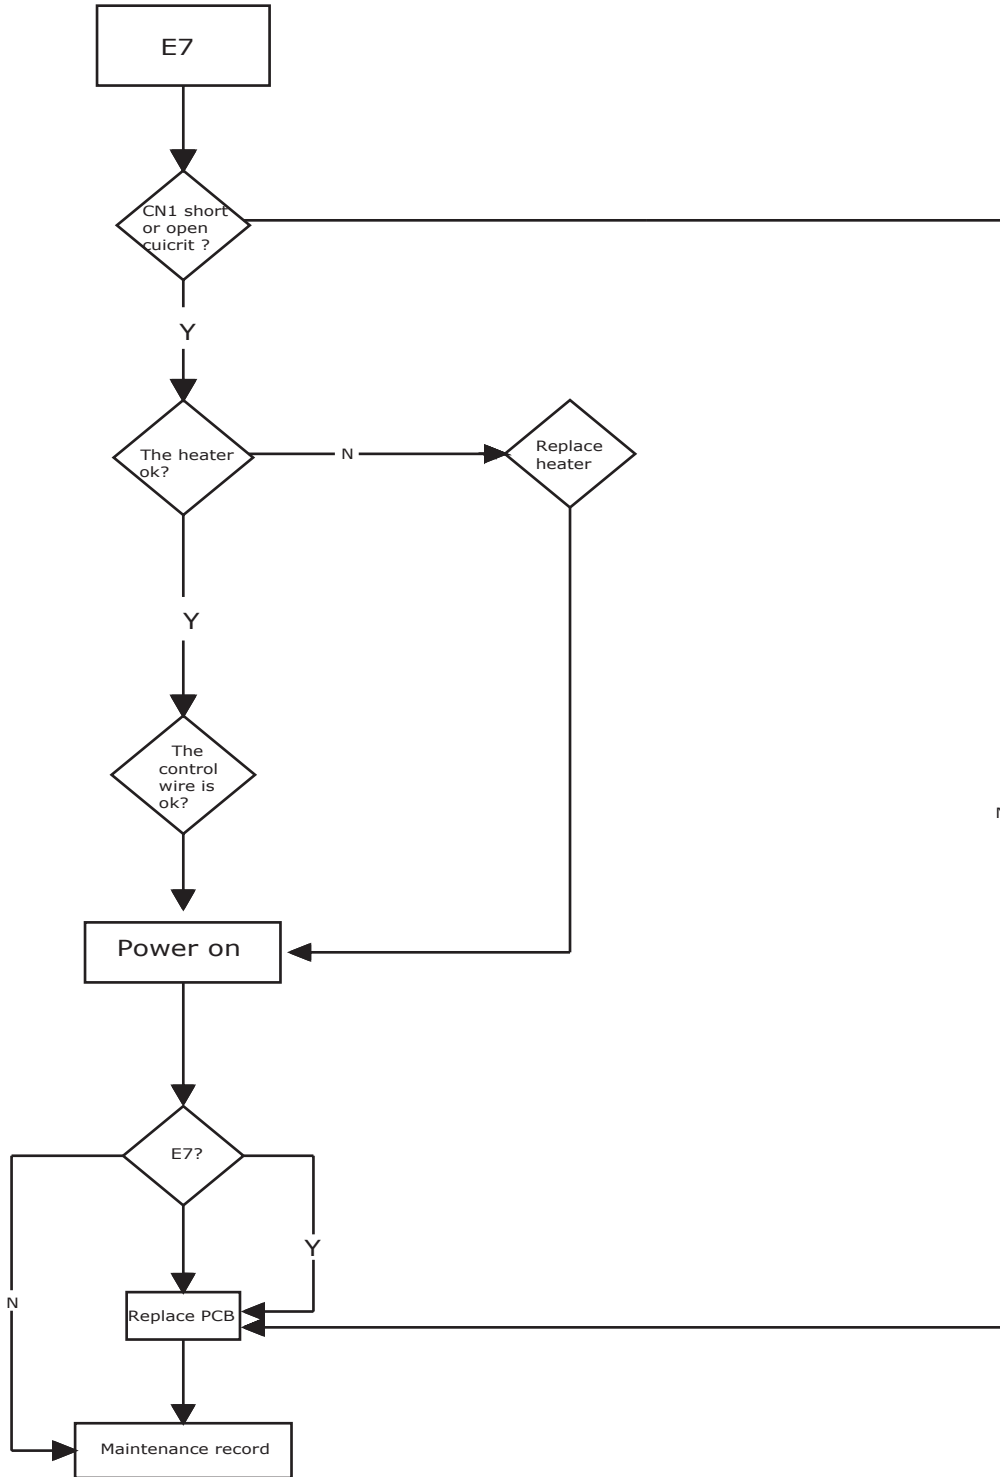 E7
CN1 short
or open
cuicrit ?
Y
The heater
ok?
N
Replace
heater
Y
The
control
wire is
ok?
Power on
E7?
Y
N
Replace PCB
Maintenance record